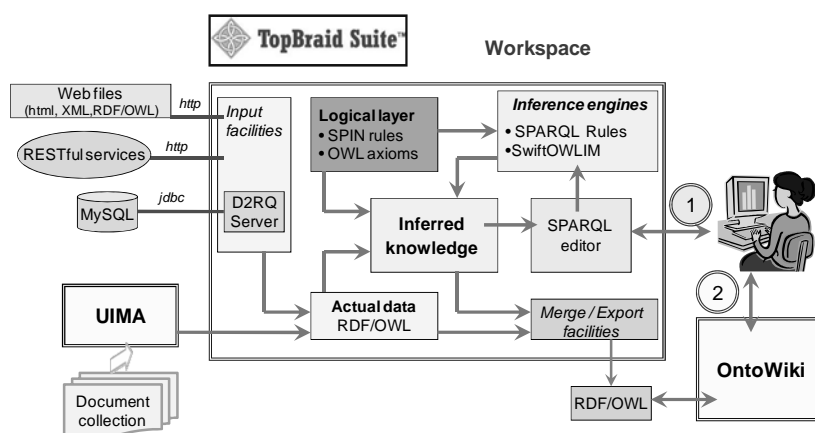 TopBraid Suite™
Workspace
Web files
(html, XML,RDF/OWL)
http
RESTful services
http
MySQL
jdbc
Input
facilities
D2RQ
Server
Logical layer
• SPIN rules
• OWL axioms
Inference engines
• SPARQL Rules
• SwiftOWLIM
Inferred
knowledge
SPARQL
editor
1
2
UIMA
Actual data
RDF/OWL
Merge / Export
facilities
Document
collection
RDF/OWL
OntoWiki